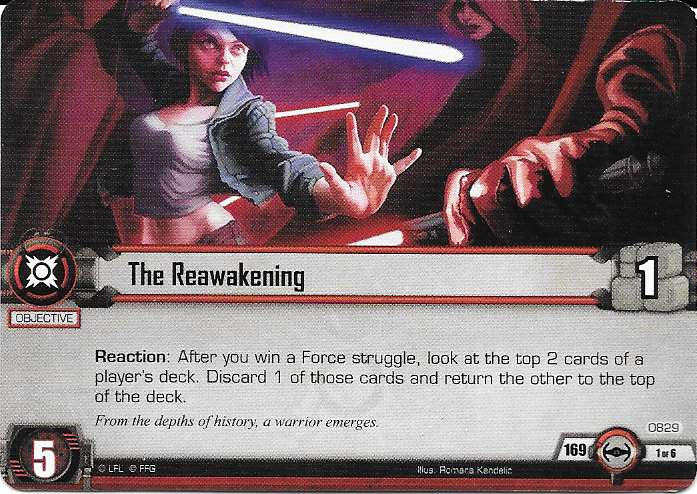 The Reawakening
1
OBJECTIVE
Reaction: After you win a Force struggle, look at the top 2 cards of a
player's deck. Discard 1 of those cards and return the other to the top
of the deck.
From the depths of history, a warrior emerges.
0829
5
169
1 of 6
© LFL © FFG
Illus. Romana Kendelic